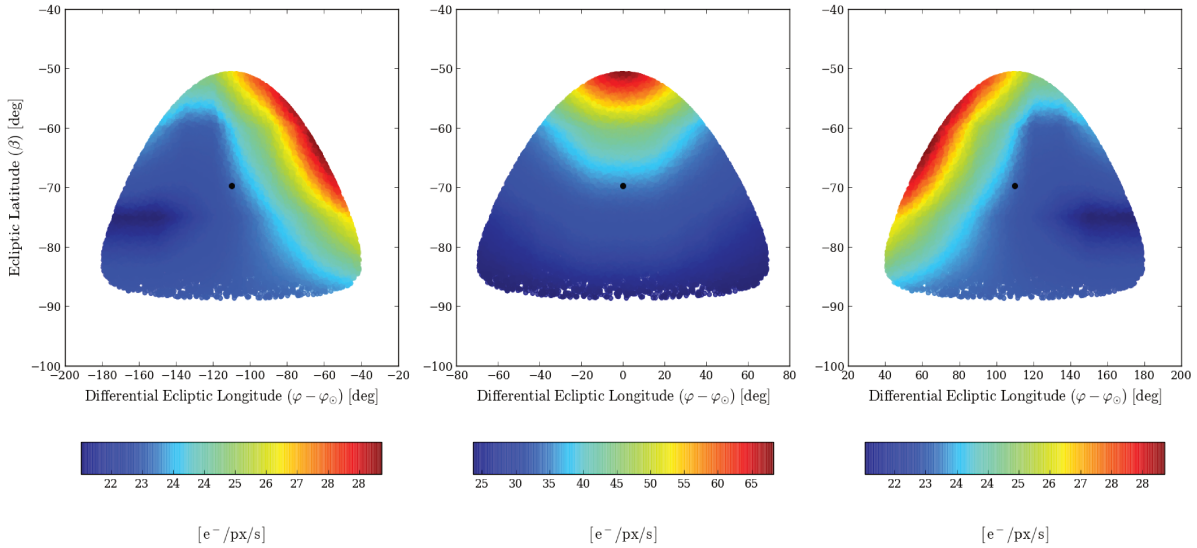 −40
−50
−60
−70
−80
−90
−100
Ecliptic Latitude (β) [deg]
−200 −180 −160 −140 −120 −100 −80 −60 −40 −20
Differential Ecliptic Longitude (φ − φ⊙) [deg]
22 23 24 24 25 26 27 28 28
[e⁻/px/s]
−40
−50
−60
−70
−80
−90
−100
−80 −60 −40 −20 0 20 40 60 80
Differential Ecliptic Longitude (φ − φ⊙) [deg]
25 30 35 40 45 50 55 60 65
[e⁻/px/s]
−40
−50
−60
−70
−80
−90
−100
20 40 60 80 100 120 140 160 180 200
Differential Ecliptic Longitude (φ − φ⊙) [deg]
22 23 24 24 25 26 27 28 28
[e⁻/px/s]